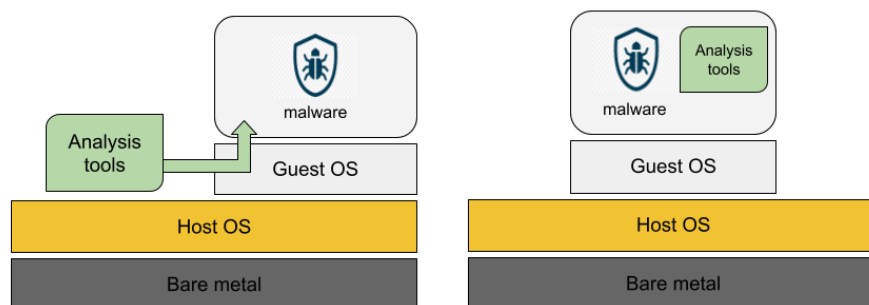 malware
Analysis
tools
Guest OS
Host OS
Bare metal
Analysis
tools
malware
Guest OS
Host OS
Bare metal